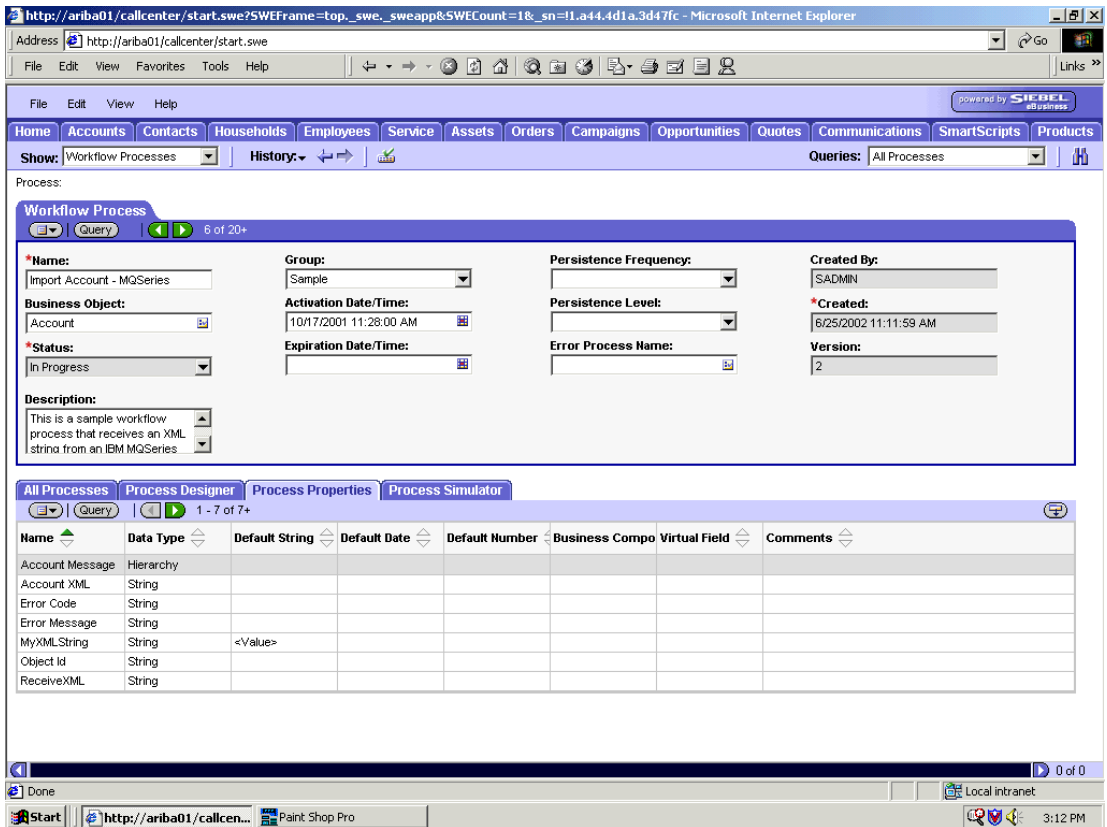 http://ariba01/callcenter/start.swe?SWEFrame=top._swe._sweapp&SWECount=1&_sn=!1.a44.4d1a.3d47fc - Microsoft Internet Explorer
Address http://ariba01/callcenter/start.swe Go
File Edit View Favorites Tools Help Links »
File Edit View Help powered by SIEBEL eBusiness
Home Accounts Contacts Households Employees Service Assets Orders Campaigns Opportunities Quotes Communications SmartScripts Products
Show: Workflow Processes History: Queries: All Processes
Process:
Workflow Process
Query 6 of 20+
*Name: Group: Persistence Frequency: Created By:
Import Account - MQSeries Sample SADMIN
Business Object: Activation Date/Time: Persistence Level: *Created:
Account 10/17/2001 11:28:00 AM 6/25/2002 11:11:59 AM
*Status: Expiration Date/Time: Error Process Name: Version:
In Progress 2
Description:
This is a sample workflow
process that receives an XML
string from an IBM MQSeries
All Processes Process Designer Process Properties Process Simulator
Query 1 - 7 of 7+
Name Data Type Default String Default Date Default Number Business Compo Virtual Field Comments
Account Message Hierarchy
Account XML String
Error Code String
Error Message String
MyXMLString String <Value>
Object Id String
ReceiveXML String
0 of 0
Done Local intranet
Start http://ariba01/callcen... Paint Shop Pro 3:12 PM